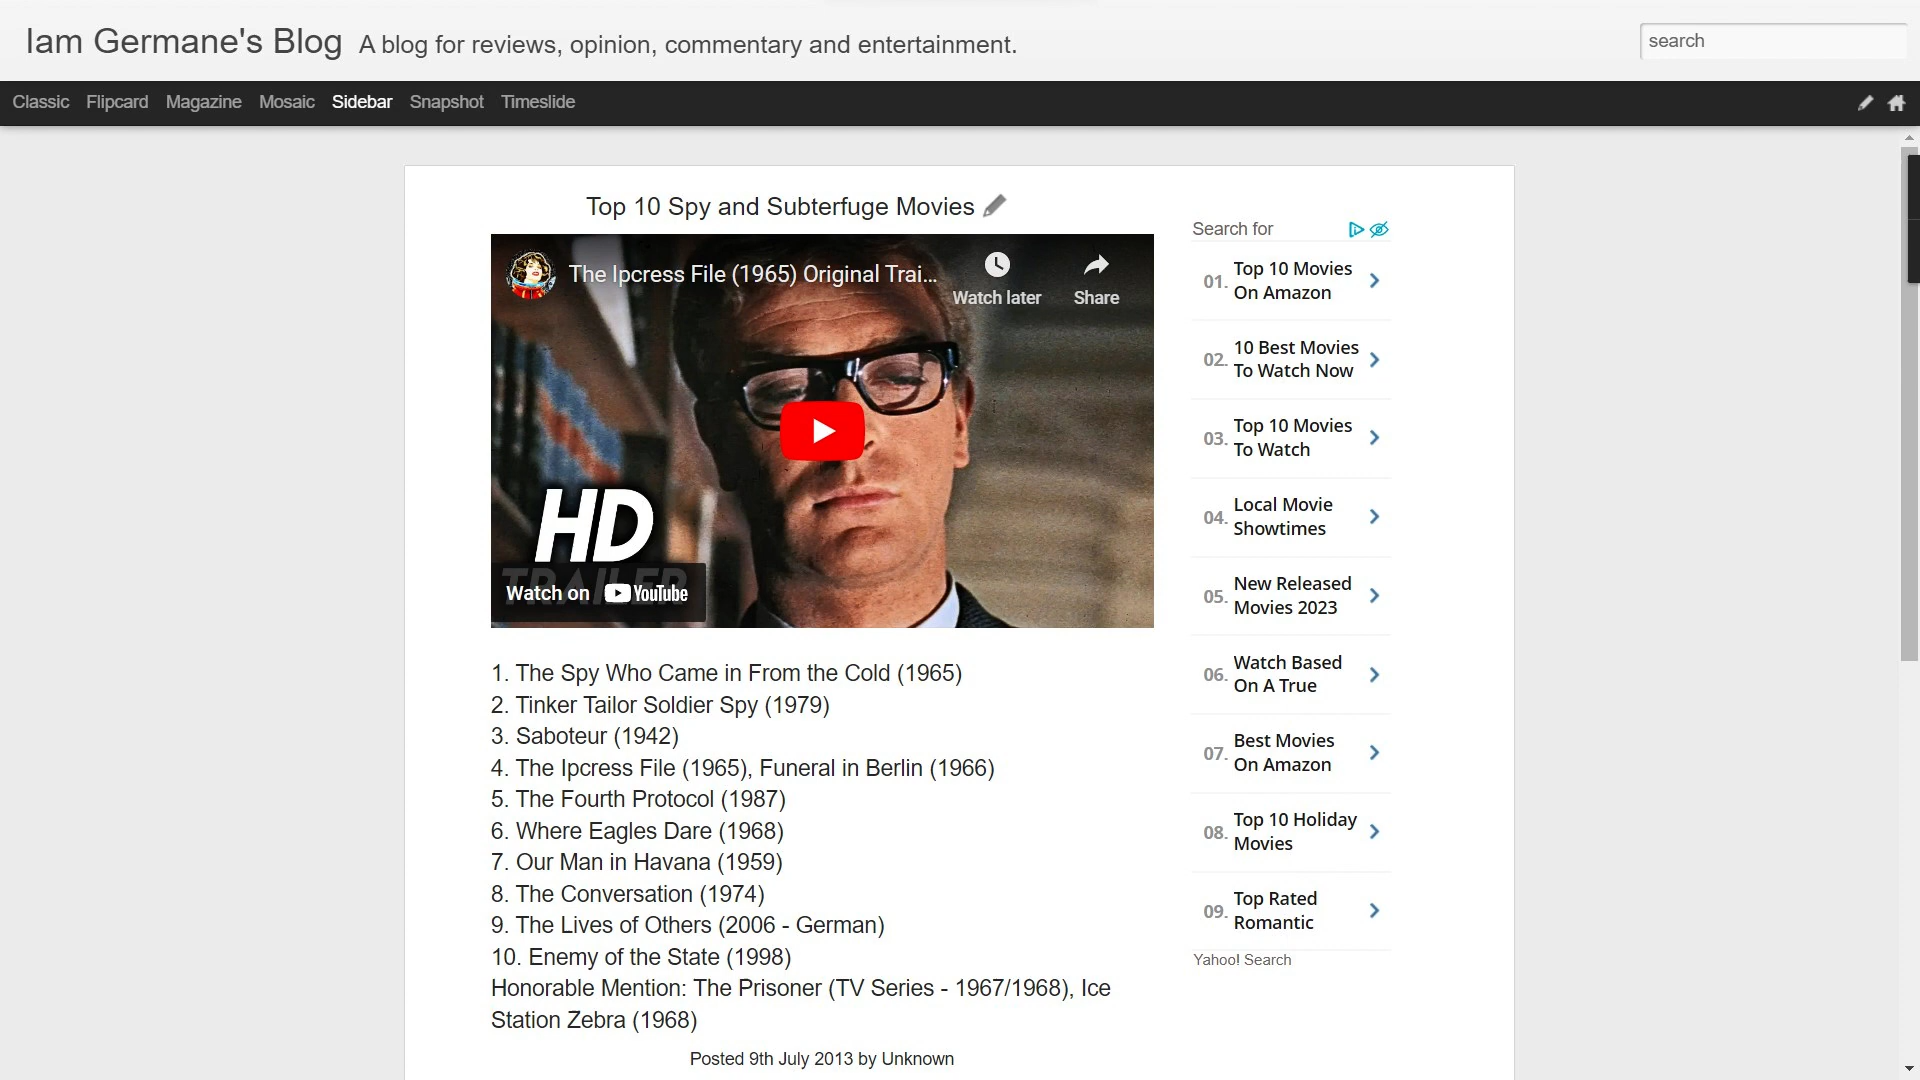 Iam Germane's Blog A blog for reviews, opinion, commentary and entertainment.
search
Classic Flipcard Magazine Mosaic Sidebar Snapshot Timeslide
Top 10 Spy and Subterfuge Movies
The Ipcress File (1965) Original Trai...
Watch later
Share
HD
TRAILER
Watch on YouTube
1. The Spy Who Came in From the Cold (1965)
2. Tinker Tailor Soldier Spy (1979)
3. Saboteur (1942)
4. The Ipcress File (1965), Funeral in Berlin (1966)
5. The Fourth Protocol (1987)
6. Where Eagles Dare (1968)
7. Our Man in Havana (1959)
8. The Conversation (1974)
9. The Lives of Others (2006 - German)
10. Enemy of the State (1998)
Honorable Mention: The Prisoner (TV Series - 1967/1968), Ice
Station Zebra (1968)
Posted 9th July 2013 by Unknown
Search for
01. Top 10 Movies
On Amazon
02. 10 Best Movies
To Watch Now
03. Top 10 Movies
To Watch
04. Local Movie
Showtimes
05. New Released
Movies 2023
06. Watch Based
On A True
07. Best Movies
On Amazon
08. Top 10 Holiday
Movies
09. Top Rated
Romantic
Yahoo! Search